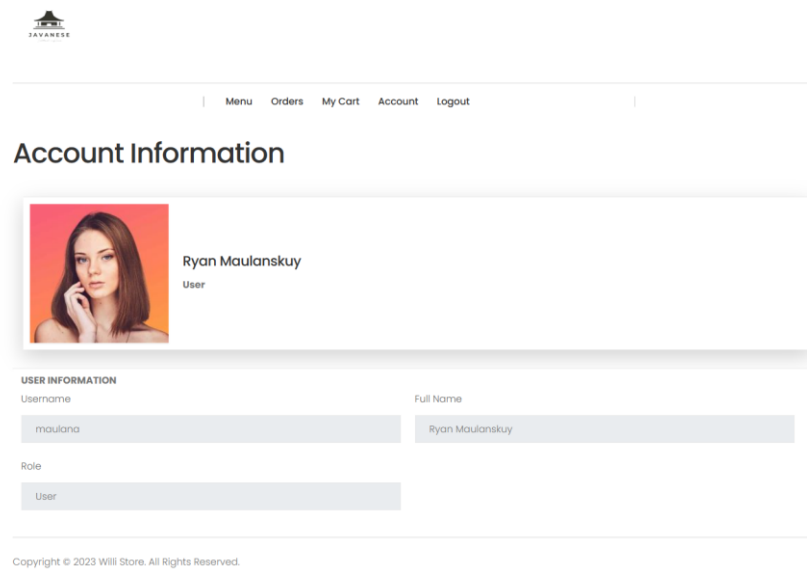 JAVANESE
Menu Orders My Cart Account Logout
Account Information
Ryan Maulanskuy
User
USER INFORMATION
Username Full Name
maulana Ryan Maulanskuy
Role
User
Copyright © 2023 Willi Store. All Rights Reserved.